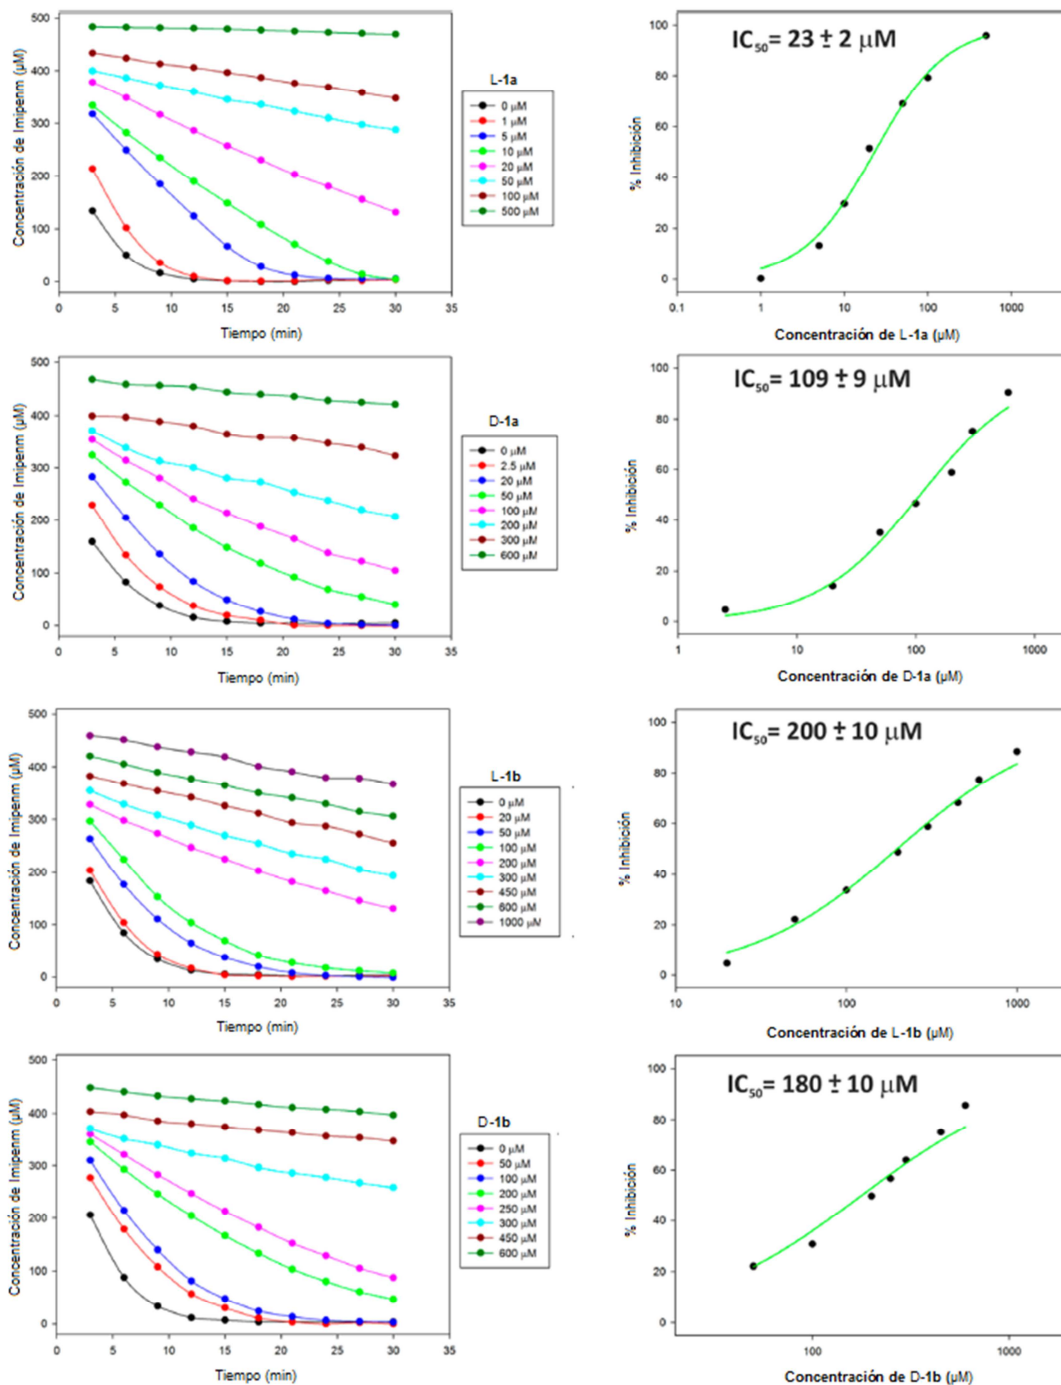 IC50= 23 ± 2 μM
Concentración de Imipenm (µM)
500
400
300
200
100
0
0 5 10 15 20 25 30 35
Tiempo (min)
L-1a
0 µM
1 µM
5 µM
10 µM
20 µM
50 µM
100 µM
500 µM
% Inhibición
100
80
60
40
20
0
0.1 1 10 100 1000
Concentración de L-1a (µM)
IC50= 109 ± 9 μM
Concentración de Imipenm (µM)
500
400
300
200
100
0
0 5 10 15 20 25 30 35
Tiempo (min)
D-1a
0 µM
2.5 µM
20 µM
50 µM
100 µM
200 µM
300 µM
600 µM
% Inhibición
100
80
60
40
20
0
1 10 100 1000
Concentración de D-1a (µM)
IC50= 200 ± 10 μM
Concentración de Imipenm (µM)
500
400
300
200
100
0
0 5 10 15 20 25 30 35
Tiempo (min)
L-1b
0 µM
20 µM
50 µM
100 µM
200 µM
300 µM
450 µM
600 µM
1000 µM
% Inhibición
100
80
60
40
20
0
10 100 1000
Concentración de L-1b (µM)
IC50= 180 ± 10 μM
Concentración de Imipenm (µM)
500
400
300
200
100
0
0 5 10 15 20 25 30 35
Tiempo (min)
D-1b
0 µM
50 µM
100 µM
200 µM
250 µM
300 µM
450 µM
600 µM
% Inhibición
100
80
60
40
20
0
100 1000
Concentración de D-1b (µM)